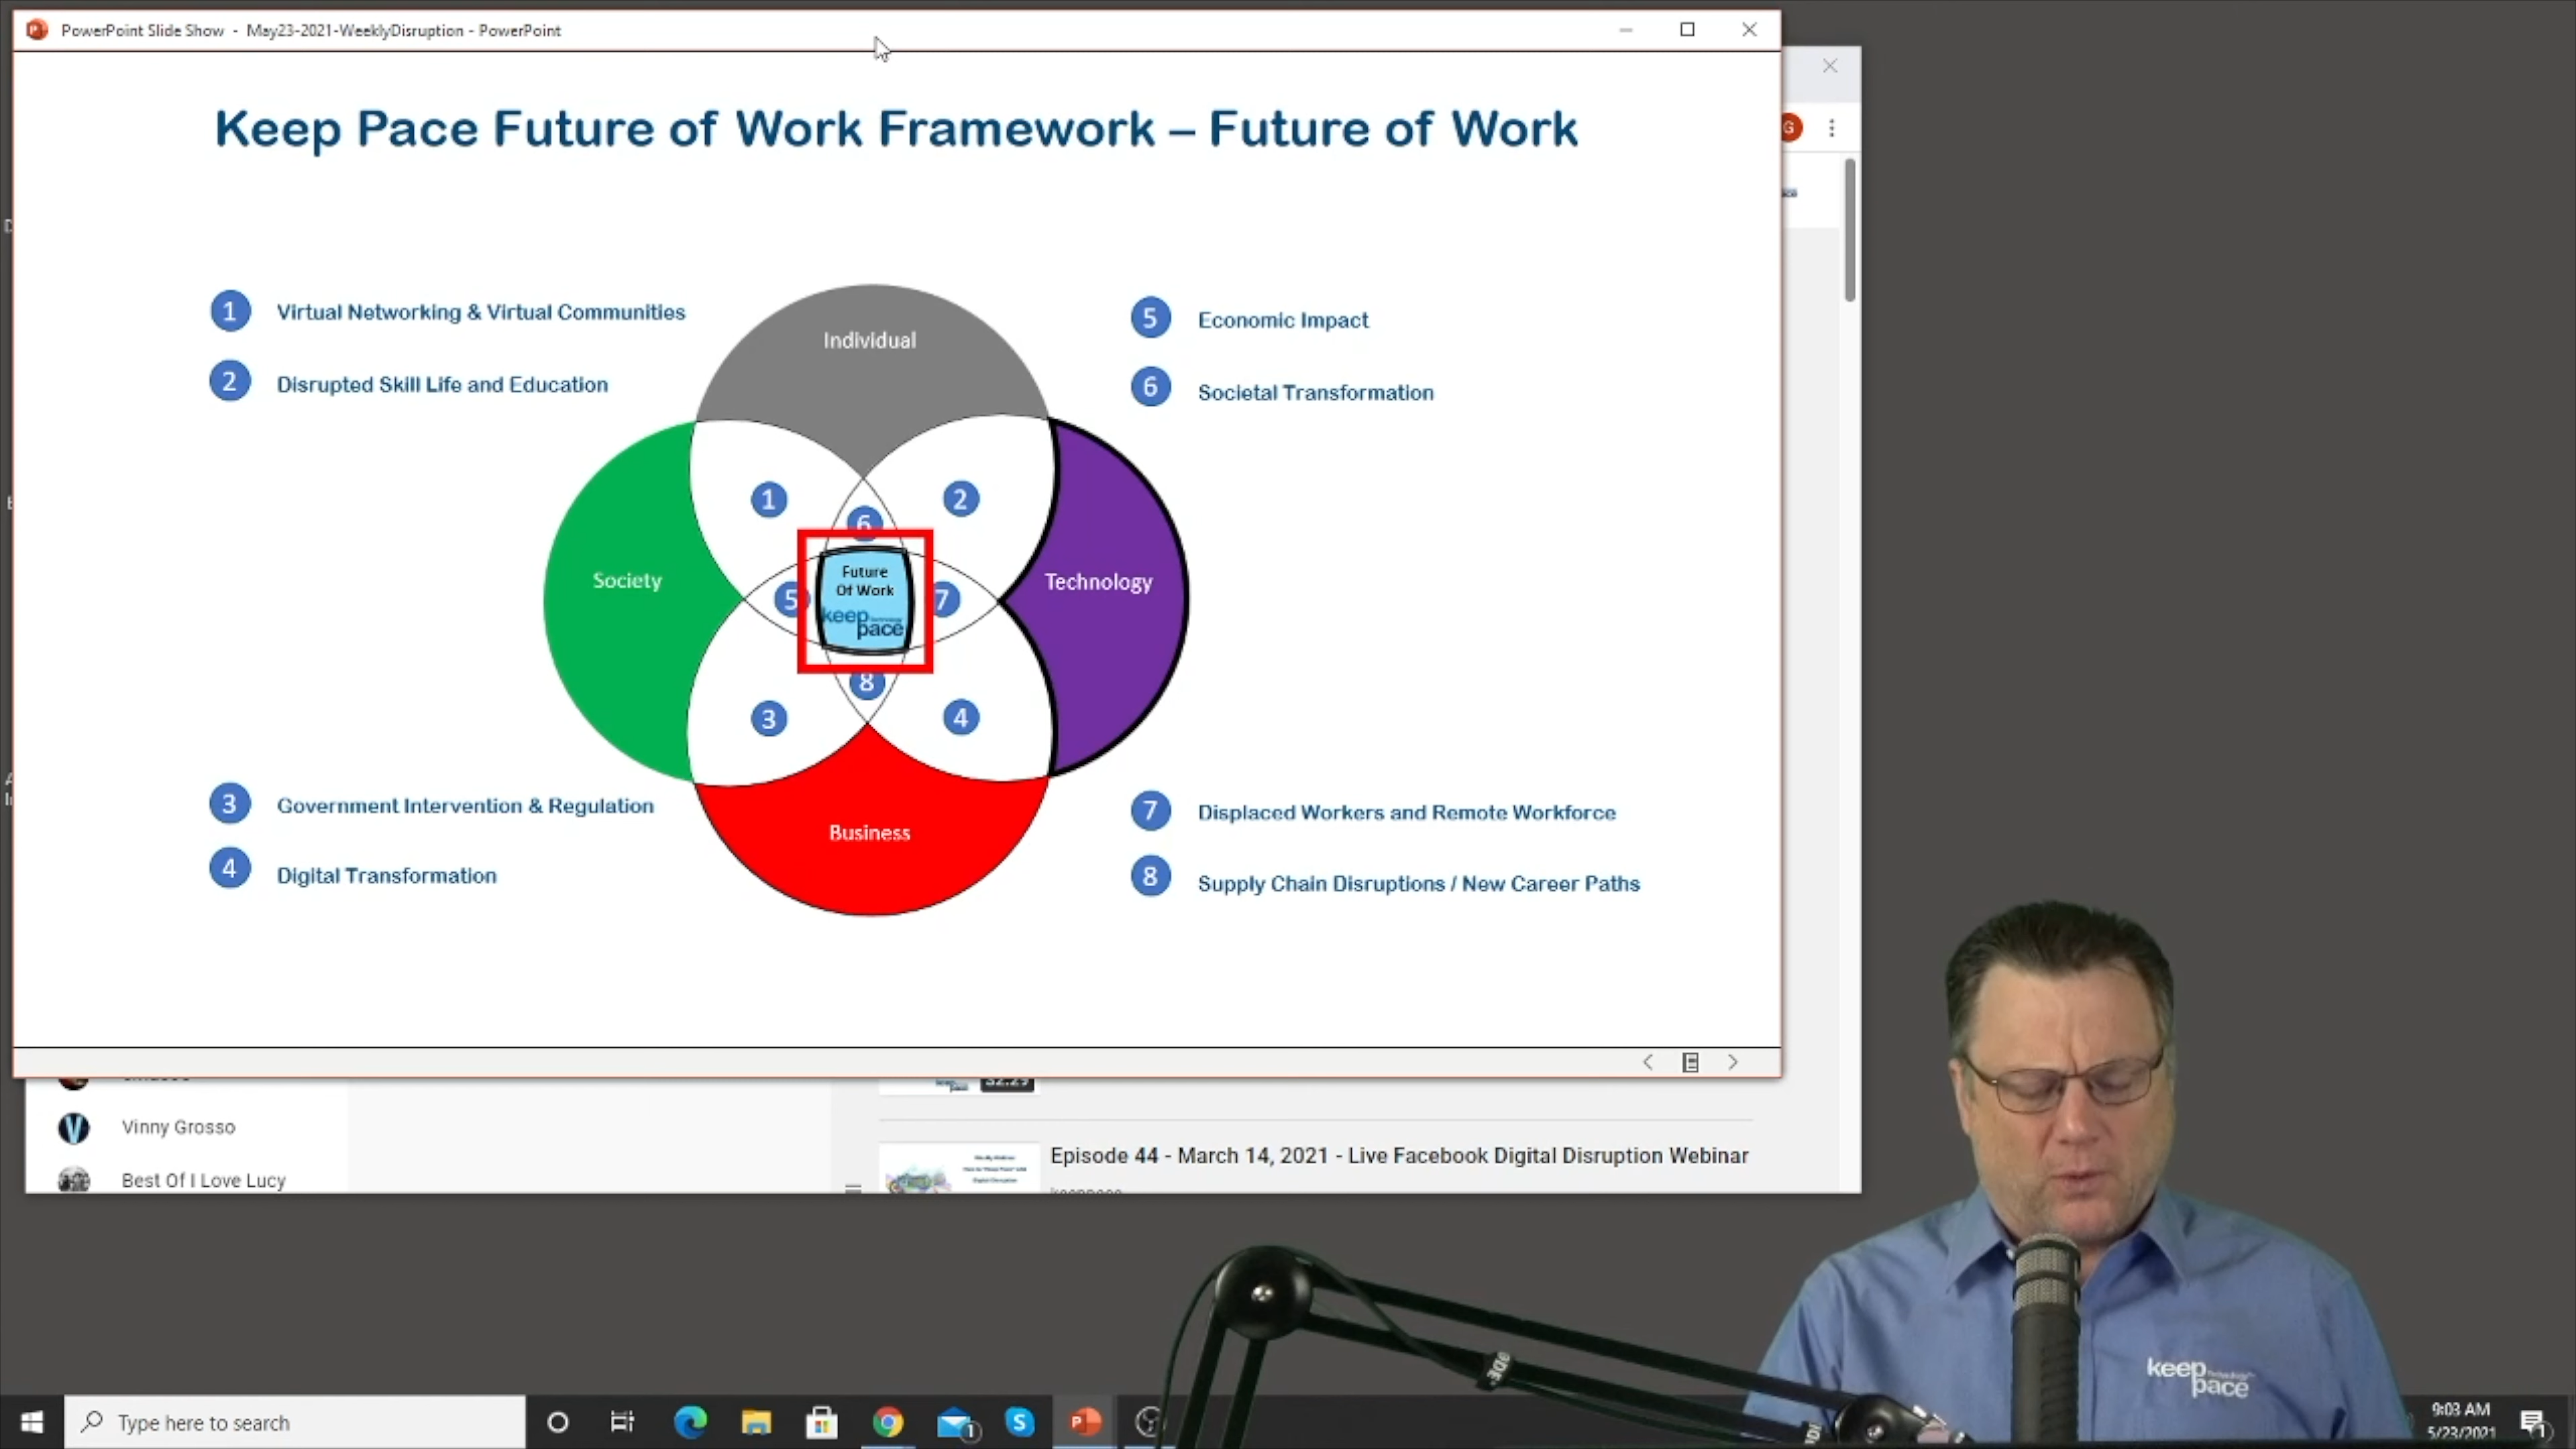 PowerPoint Slide Show - May23-2021-WeeklyDisruption - PowerPoint
Keep Pace Future of Work Framework – Future of Work
1 Virtual Networking & Virtual Communities
2 Disrupted Skill Life and Education
5 Economic Impact
6 Societal Transformation
Individual
Society
Technology
Business
1
2
6
5
Future
Of Work
keep
pace
7
8
3
4
3 Government Intervention & Regulation
4 Digital Transformation
7 Displaced Workers and Remote Workforce
8 Supply Chain Disruptions / New Career Paths
G
Vinny Grosso
Best Of I Love Lucy
Episode 44 - March 14, 2021 - Live Facebook Digital Disruption Webinar
keep
pace
Type here to search
1
9:03 AM
5/23/2021
1